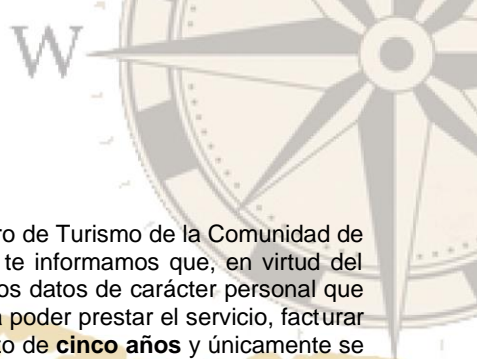 W
ro de Turismo de la Comunidad de
te informamos que, en virtud del
os datos de carácter personal que
a poder prestar el servicio, facturar
to de cinco años y únicamente se